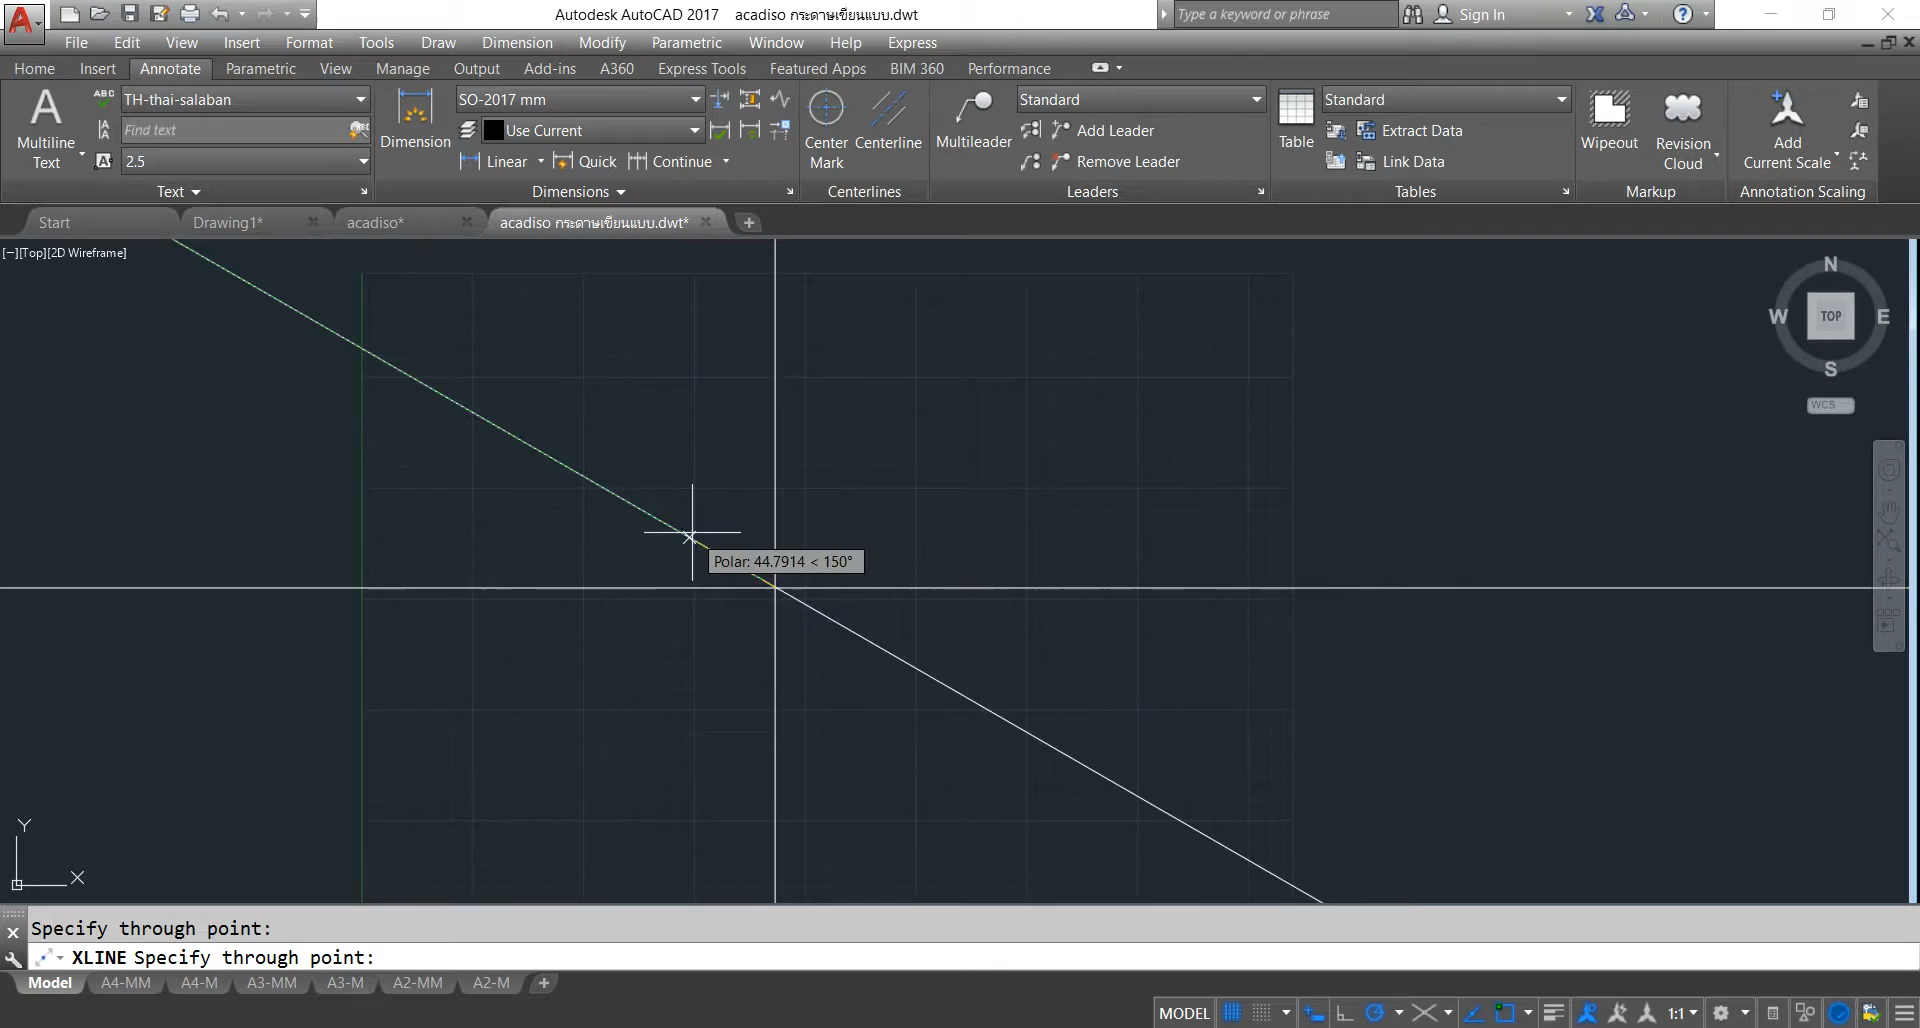 Autodesk AutoCAD 2017 acadiso กระดาษเขียนแบบ.dwt
Type a keyword or phrase
Sign In
File Edit View Insert Format Tools Draw Dimension Modify Parametric Window Help Express
Home Insert Annotate Parametric View Manage Output Add-ins A360 Express Tools Featured Apps BIM 360 Performance
Multiline Text
ABC
TH-thai-salaban
Find text
2.5
Text
Dimension
SO-2017 mm
Use Current
Linear Quick Continue
Dimensions
Center Mark
Centerline
Centerlines
Multileader
Standard
Add Leader
Remove Leader
Leaders
Table
Standard
Extract Data
Link Data
Tables
Wipeout
Revision Cloud
Markup
Add Current Scale
Annotation Scaling
Start Drawing1* acadiso* acadiso กระดาษเขียนแบบ.dwt*
[−][Top][2D Wireframe]
N
W TOP E
S
WCS
Polar: 44.7914 < 150°
Y
X
Specify through point:
XLINE Specify through point:
Model A4-MM A4-M A3-MM A3-M A2-MM A2-M
MODEL 1:1